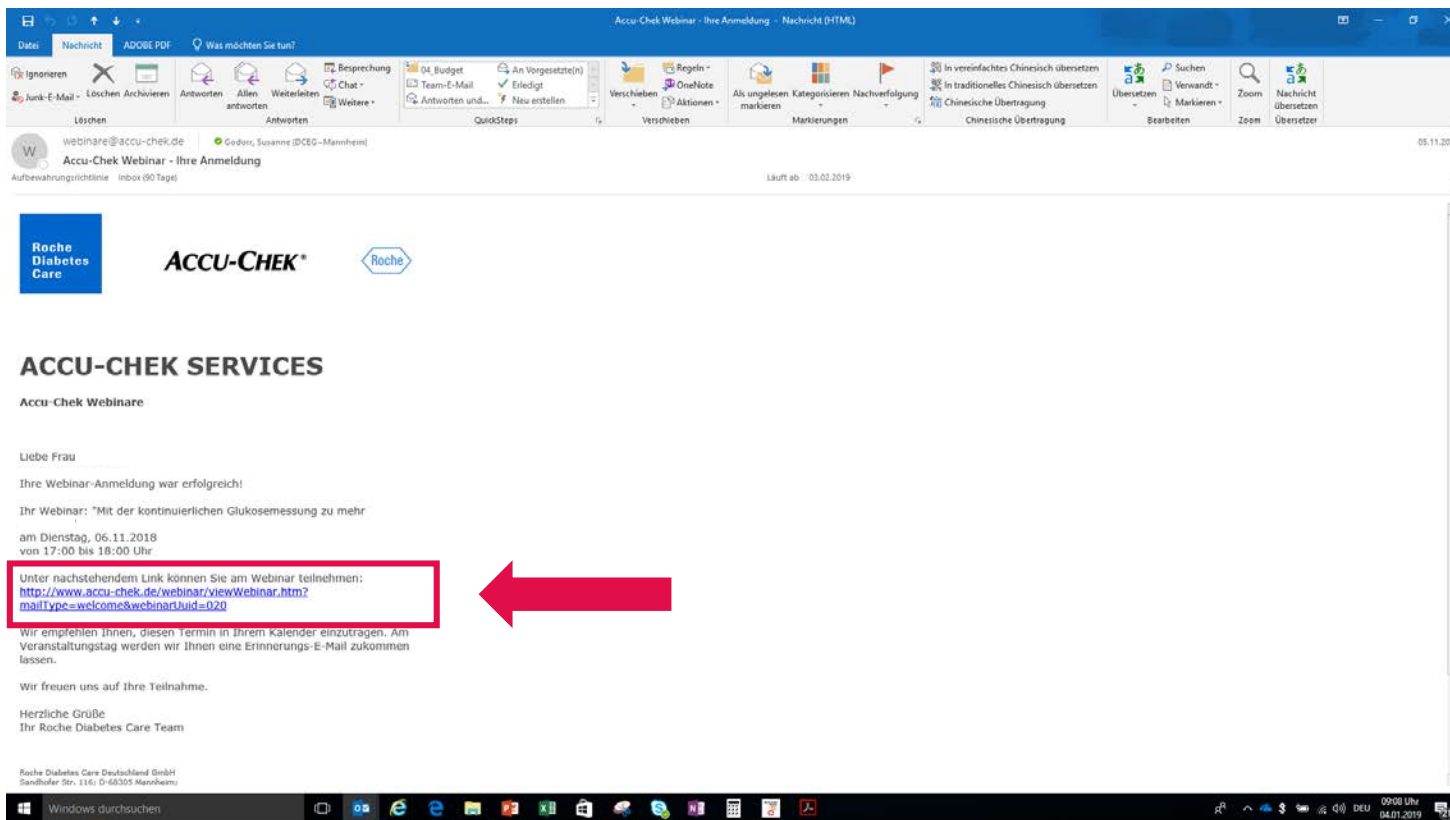 Accu-Chek Webinar - Ihre Anmeldung - Nachricht (HTML)
Datei Nachricht ADOBE PDF Was möchten Sie tun?
Ignorieren
Junk-E-Mail
Löschen Archivieren
Löschen
Antworten Allen antworten Weiterleiten
Besprechung
Chat
Weitere
Antworten
04_Budget
Team-E-Mail
Antworten und...
An Vorgesetzte(n)
Erledigt
Neu erstellen
QuickSteps
Verschieben
Regeln
OneNote
Aktionen
Verschieben
Als ungelesen markieren
Kategorisieren Nachverfolgung
Markierungen
In vereinfachtes Chinesisch übersetzen
In traditionelles Chinesisch übersetzen
Chinesische Übertragung
Chinesische Übertragung
Übersetzen
Suchen
Verwandt
Markieren
Bearbeiten
Zoom
Zoom
Nachricht übersetzen
Übersetzer
W
webinare@accu-chek.de
Susanne (DCEG~Mannheim)
05.11.20
Accu-Chek Webinar - Ihre Anmeldung
Aufbewahrungsrichtlinie Inbox (90 Tage)
Läuft ab 03.02.2019
Roche
Diabetes
Care
ACCU-CHEK®
Roche
ACCU-CHEK SERVICES
Accu-Chek Webinare
Liebe Frau
Ihre Webinar-Anmeldung war erfolgreich!
Ihr Webinar: "Mit der kontinuierlichen Glukosemessung zu mehr
am Dienstag, 06.11.2018
von 17:00 bis 18:00 Uhr
Unter nachstehendem Link können Sie am Webinar teilnehmen:
http://www.accu-chek.de/webinar/viewWebinar.htm?
mailType=welcome&webinarUuid=020
Wir empfehlen Ihnen, diesen Termin in Ihrem Kalender einzutragen. Am
Veranstaltungstag werden wir Ihnen eine Erinnerungs-E-Mail zukommen
lassen.
Wir freuen uns auf Ihre Teilnahme.
Herzliche Grüße
Ihr Roche Diabetes Care Team
Roche Diabetes Care Deutschland GmbH
Sandhofer Str. 116; D-68305 Mannheim;
Windows durchsuchen
DEU
09:08 Uhr
04.01.2019